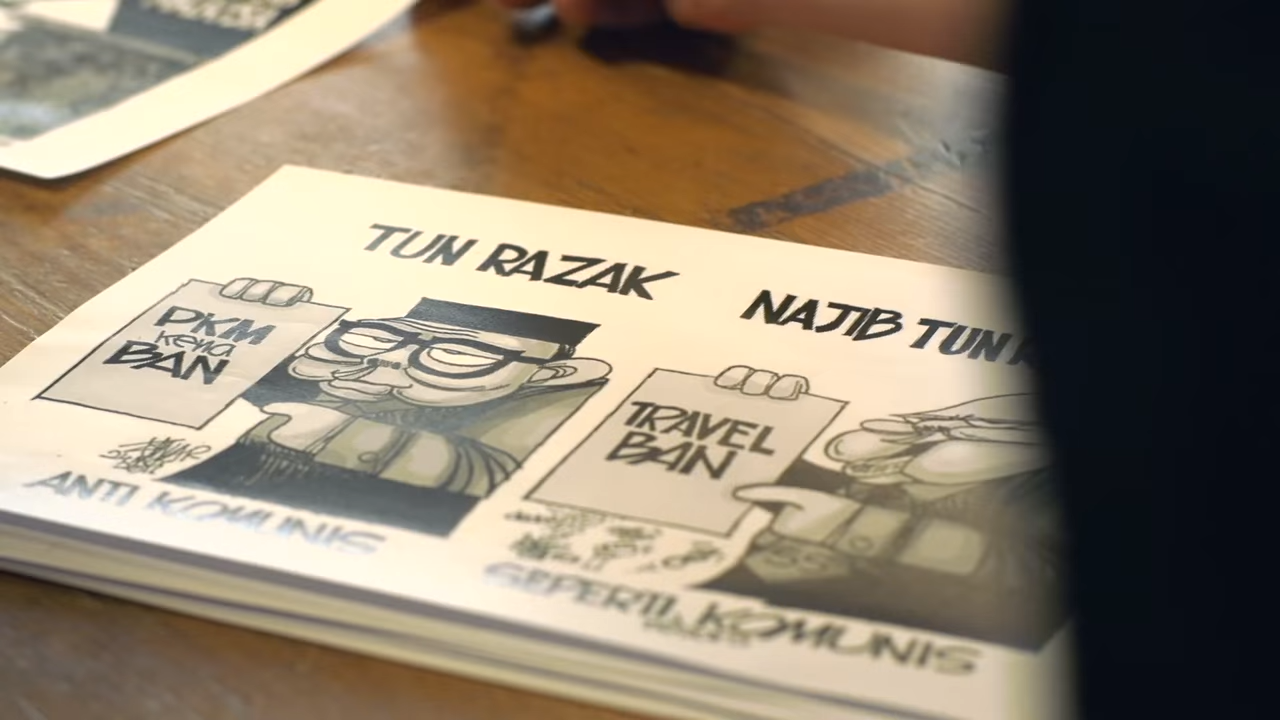 TUN RAZAK
NAJIB TUN
PKM
kena
BAN
TRAVEL
BAN
ANTI KOMUNIS
SEPERTI KOMUNIS